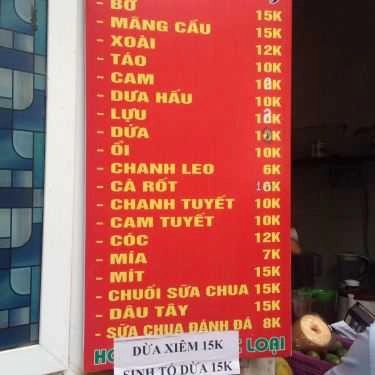 - BƠ 15K
- MÃNG CẦU 15K
- XOÀI 12K
- TÁO 10K
- CAM
- DƯA HẤU 10K
- LỰU
- DỨA
- ỔI 10K
- CHANH LEO 6K
- CÀ RỐT
- CHANH TUYẾT 10K
- CAM TUYẾT 10K
- CÓC 12K
- MÍA 7K
- MÍT 15K
- CHUỐI SỮA CHUA 15K
- DÂU TÂY 15K
- SỮA CHUA ĐÁNH ĐÁ 8K
LOẠI
DỪA XIÊM 15K
SINH TỐ DỪA 15K